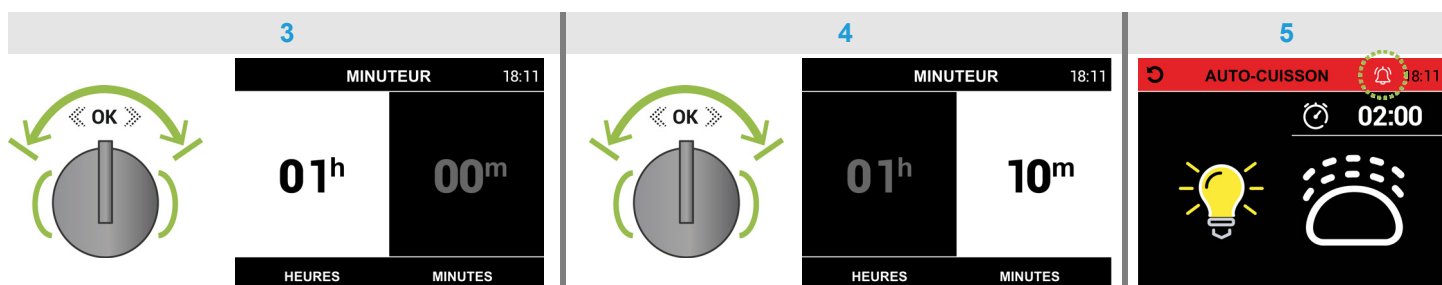 3
OK
MINUTEUR 18:11
01h 00m
HEURES MINUTES
4
OK
MINUTEUR 18:11
01h 10m
HEURES MINUTES
5
AUTO-CUISSON 18:11
02:00